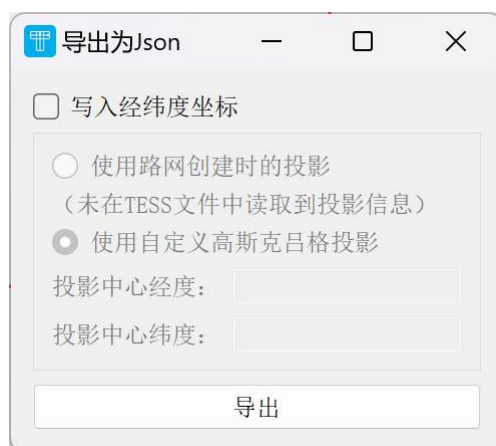 导出为Json
写入经纬度坐标
使用路网创建时的投影
（未在TESS文件中读取到投影信息）
使用自定义高斯克吕格投影
投影中心经度：
投影中心纬度：
导出